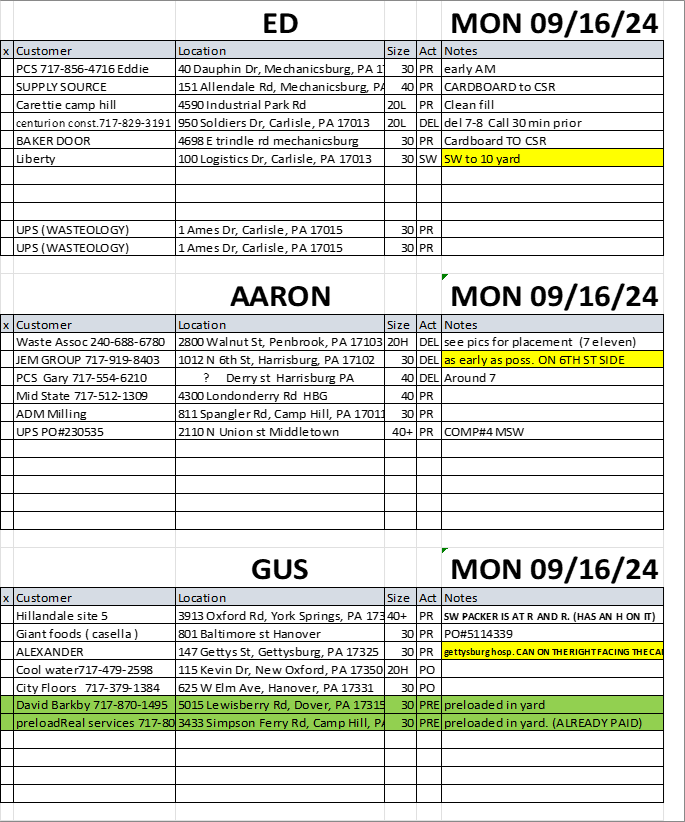 ED MON 09/16/24
x Customer Location Size Act Notes
PCS 717-856-4716 Eddie 40 Dauphin Dr, Mechanicsburg, PA 17 30 PR early AM
SUPPLY SOURCE 151 Allendale Rd, Mechanicsburg, PA 40 PR CARDBOARD to CSR
Carettie camp hill 4590 Industrial Park Rd 20L PR Clean fill
centurion const.717-829-3191 950 Soldiers Dr, Carlisle, PA 17013 20L DEL del 7-8 Call 30 min prior
BAKER DOOR 4698 E trindle rd mechanicsburg 30 PR Cardboard TO CSR
Liberty 100 Logistics Dr, Carlisle, PA 17013 30 SW SW to 10 yard
UPS (WASTEOLOGY) 1 Ames Dr, Carlisle, PA 17015 30 PR
UPS (WASTEOLOGY) 1 Ames Dr, Carlisle, PA 17015 30 PR
AARON MON 09/16/24
x Customer Location Size Act Notes
Waste Assoc 240-688-6780 2800 Walnut St, Penbrook, PA 17103 20H DEL see pics for placement (7 eleven)
JEM GROUP 717-919-8403 1012 N 6th St, Harrisburg, PA 17102 30 DEL as early as poss. ON 6TH ST SIDE
PCS Gary 717-554-6210 ? Derry st Harrisburg PA 40 DEL Around 7
Mid State 717-512-1309 4300 Londonderry Rd HBG 40 PR
ADM Milling 811 Spangler Rd, Camp Hill, PA 17011 30 PR
UPS PO#230535 2110 N Union st Middletown 40+ PR COMP#4 MSW
GUS MON 09/16/24
x Customer Location Size Act Notes
Hillandale site 5 3913 Oxford Rd, York Springs, PA 173 40+ PR SW PACKER IS AT R AND R. (HAS AN H ON IT)
Giant foods ( casella ) 801 Baltimore st Hanover 30 PR PO#5114339
ALEXANDER 147 Gettys St, Gettysburg, PA 17325 30 PR gettysburg hosp. CAN ON THE RIGHT FACING THE CA
Cool water717-479-2598 115 Kevin Dr, New Oxford, PA 17350 20H PO
City Floors 717-379-1384 625 W Elm Ave, Hanover, PA 17331 30 PO
David Barkby 717-870-1495 5015 Lewisberry Rd, Dover, PA 17315 30 PRE preloaded in yard
preloadReal services 717-80 3433 Simpson Ferry Rd, Camp Hill, PA 30 PRE preloaded in yard. (ALREADY PAID)